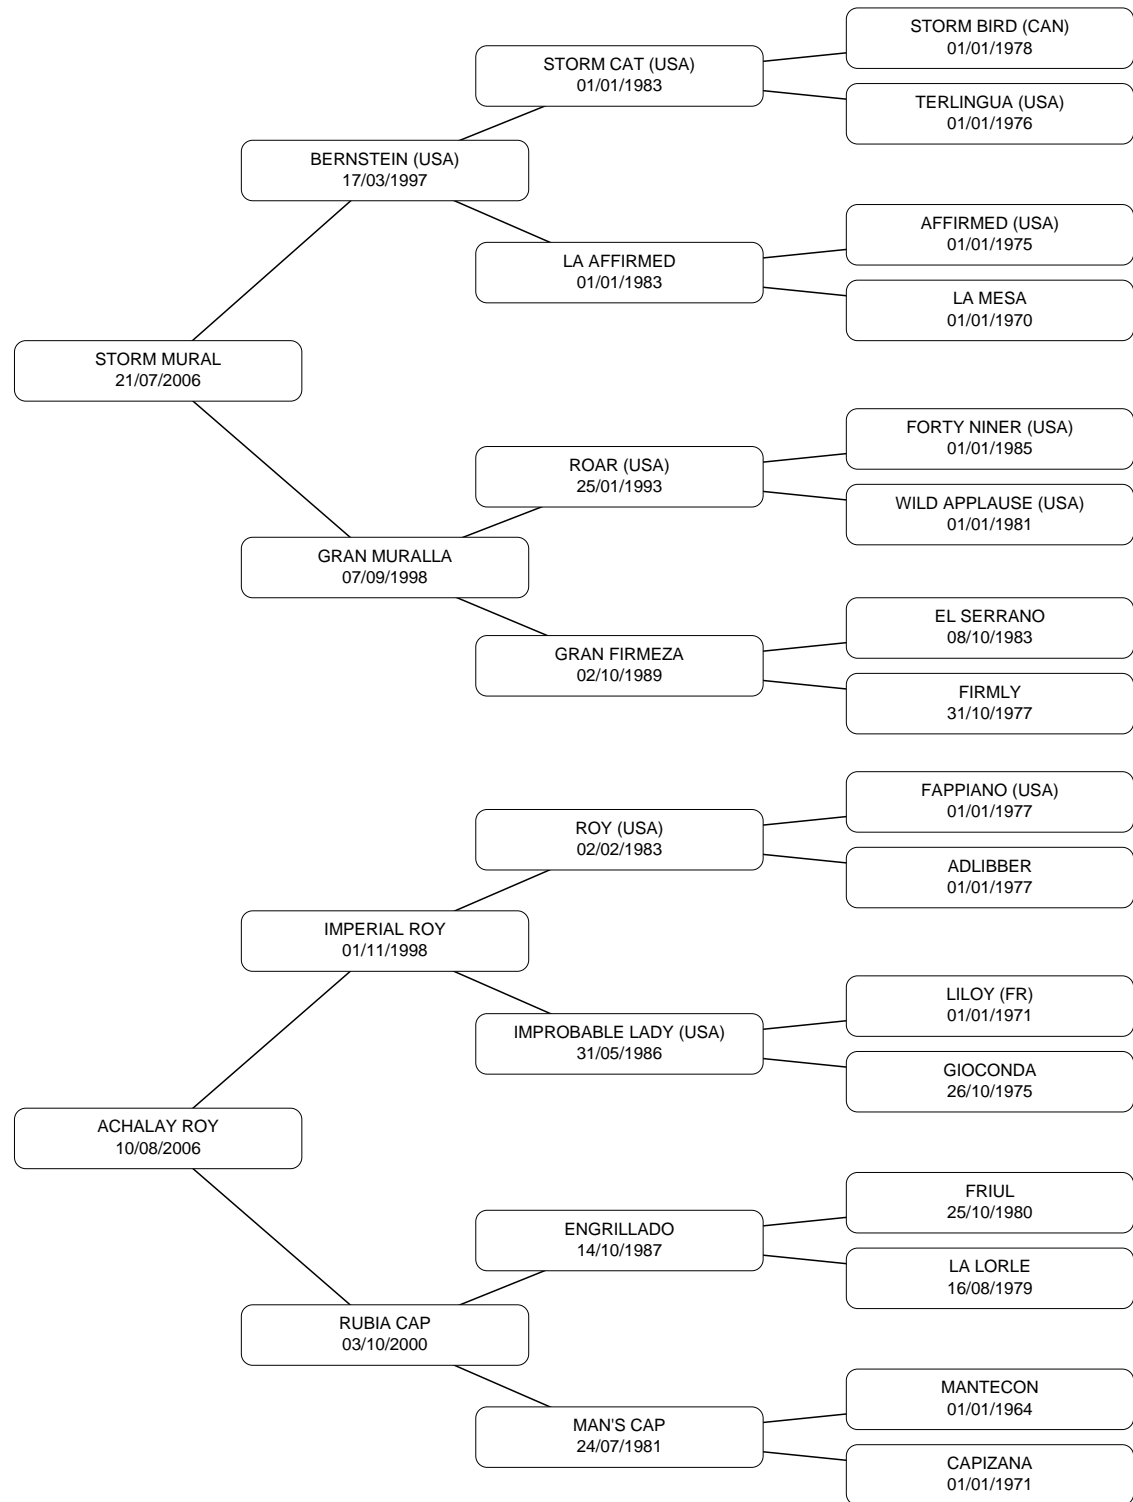 STORM BIRD (CAN)
01/01/1978
STORM CAT (USA)
01/01/1983
TERLINGUA (USA)
01/01/1976
BERNSTEIN (USA)
17/03/1997
AFFIRMED (USA)
01/01/1975
LA AFFIRMED
01/01/1983
LA MESA
01/01/1970
STORM MURAL
21/07/2006
FORTY NINER (USA)
01/01/1985
ROAR (USA)
25/01/1993
WILD APPLAUSE (USA)
01/01/1981
GRAN MURALLA
07/09/1998
EL SERRANO
08/10/1983
GRAN FIRMEZA
02/10/1989
FIRMLY
31/10/1977
FAPPIANO (USA)
01/01/1977
ROY (USA)
02/02/1983
ADLIBBER
01/01/1977
IMPERIAL ROY
01/11/1998
LILOY (FR)
01/01/1971
IMPROBABLE LADY (USA)
31/05/1986
GIOCONDA
26/10/1975
ACHALAY ROY
10/08/2006
FRIUL
25/10/1980
ENGRILLADO
14/10/1987
LA LORLE
16/08/1979
RUBIA CAP
03/10/2000
MANTECON
01/01/1964
MAN'S CAP
24/07/1981
CAPIZANA
01/01/1971